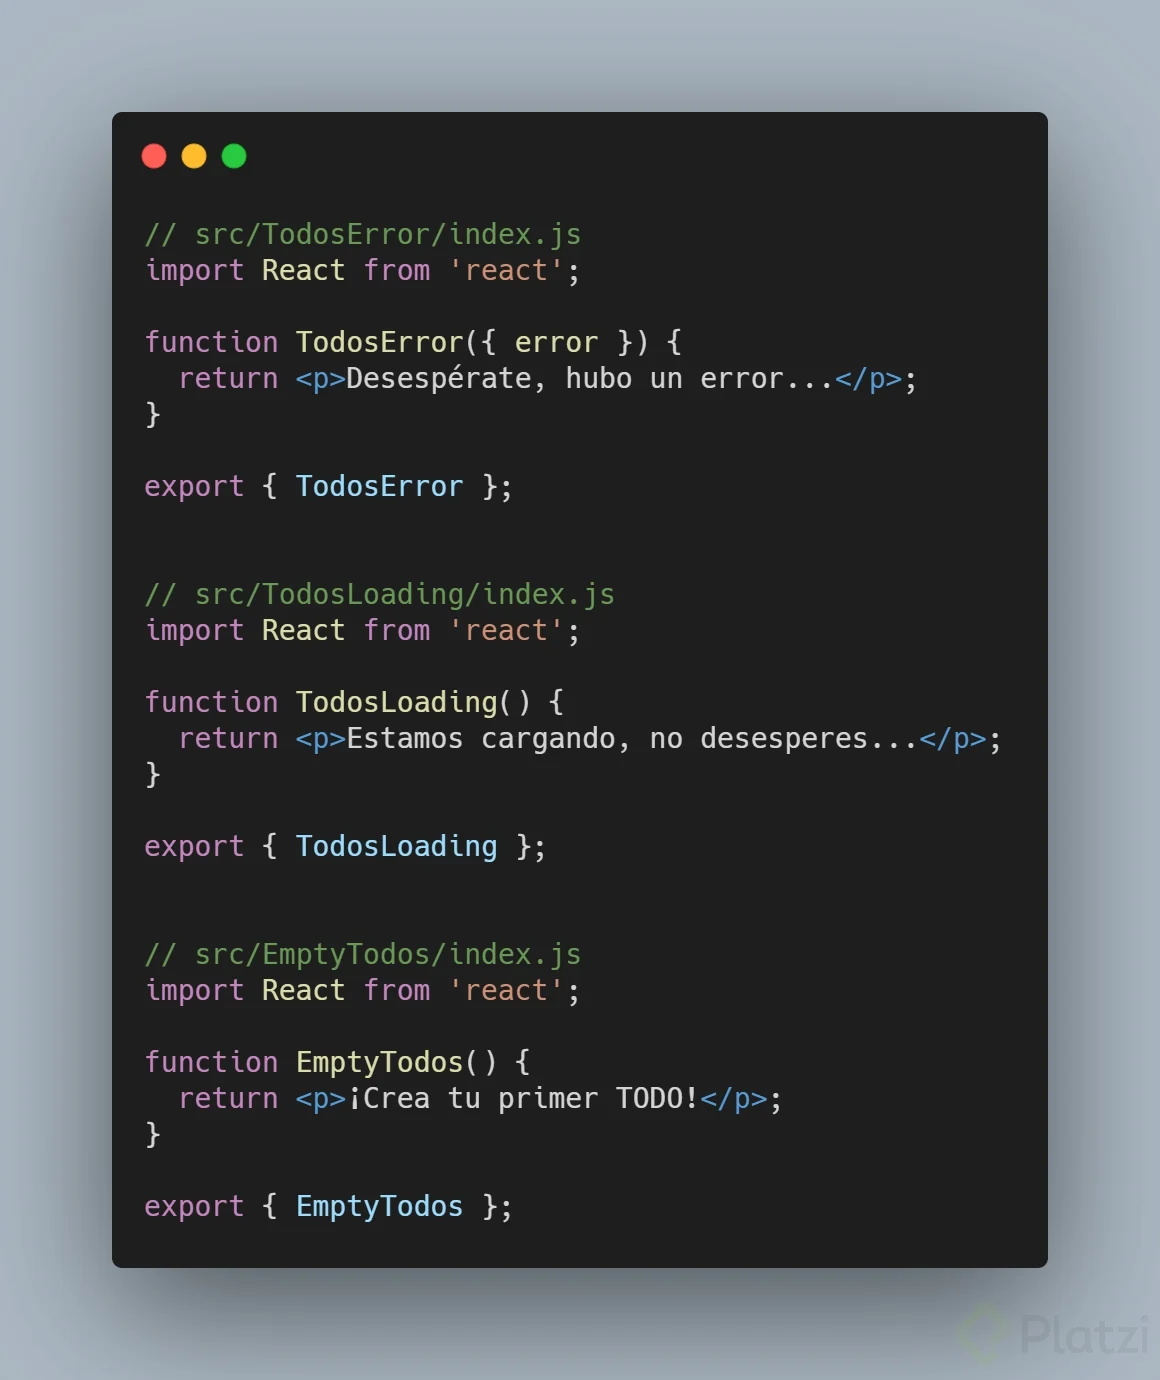 // src/TodosError/index.js
import React from 'react';

function TodosError({ error }) {
  return <p>Desespérate, hubo un error...</p>;
}

export { TodosError };


// src/TodosLoading/index.js
import React from 'react';

function TodosLoading() {
  return <p>Estamos cargando, no desesperes...</p>;
}

export { TodosLoading };


// src/EmptyTodos/index.js
import React from 'react';

function EmptyTodos() {
  return <p>¡Crea tu primer TODO!</p>;
}

export { EmptyTodos };
Platzi